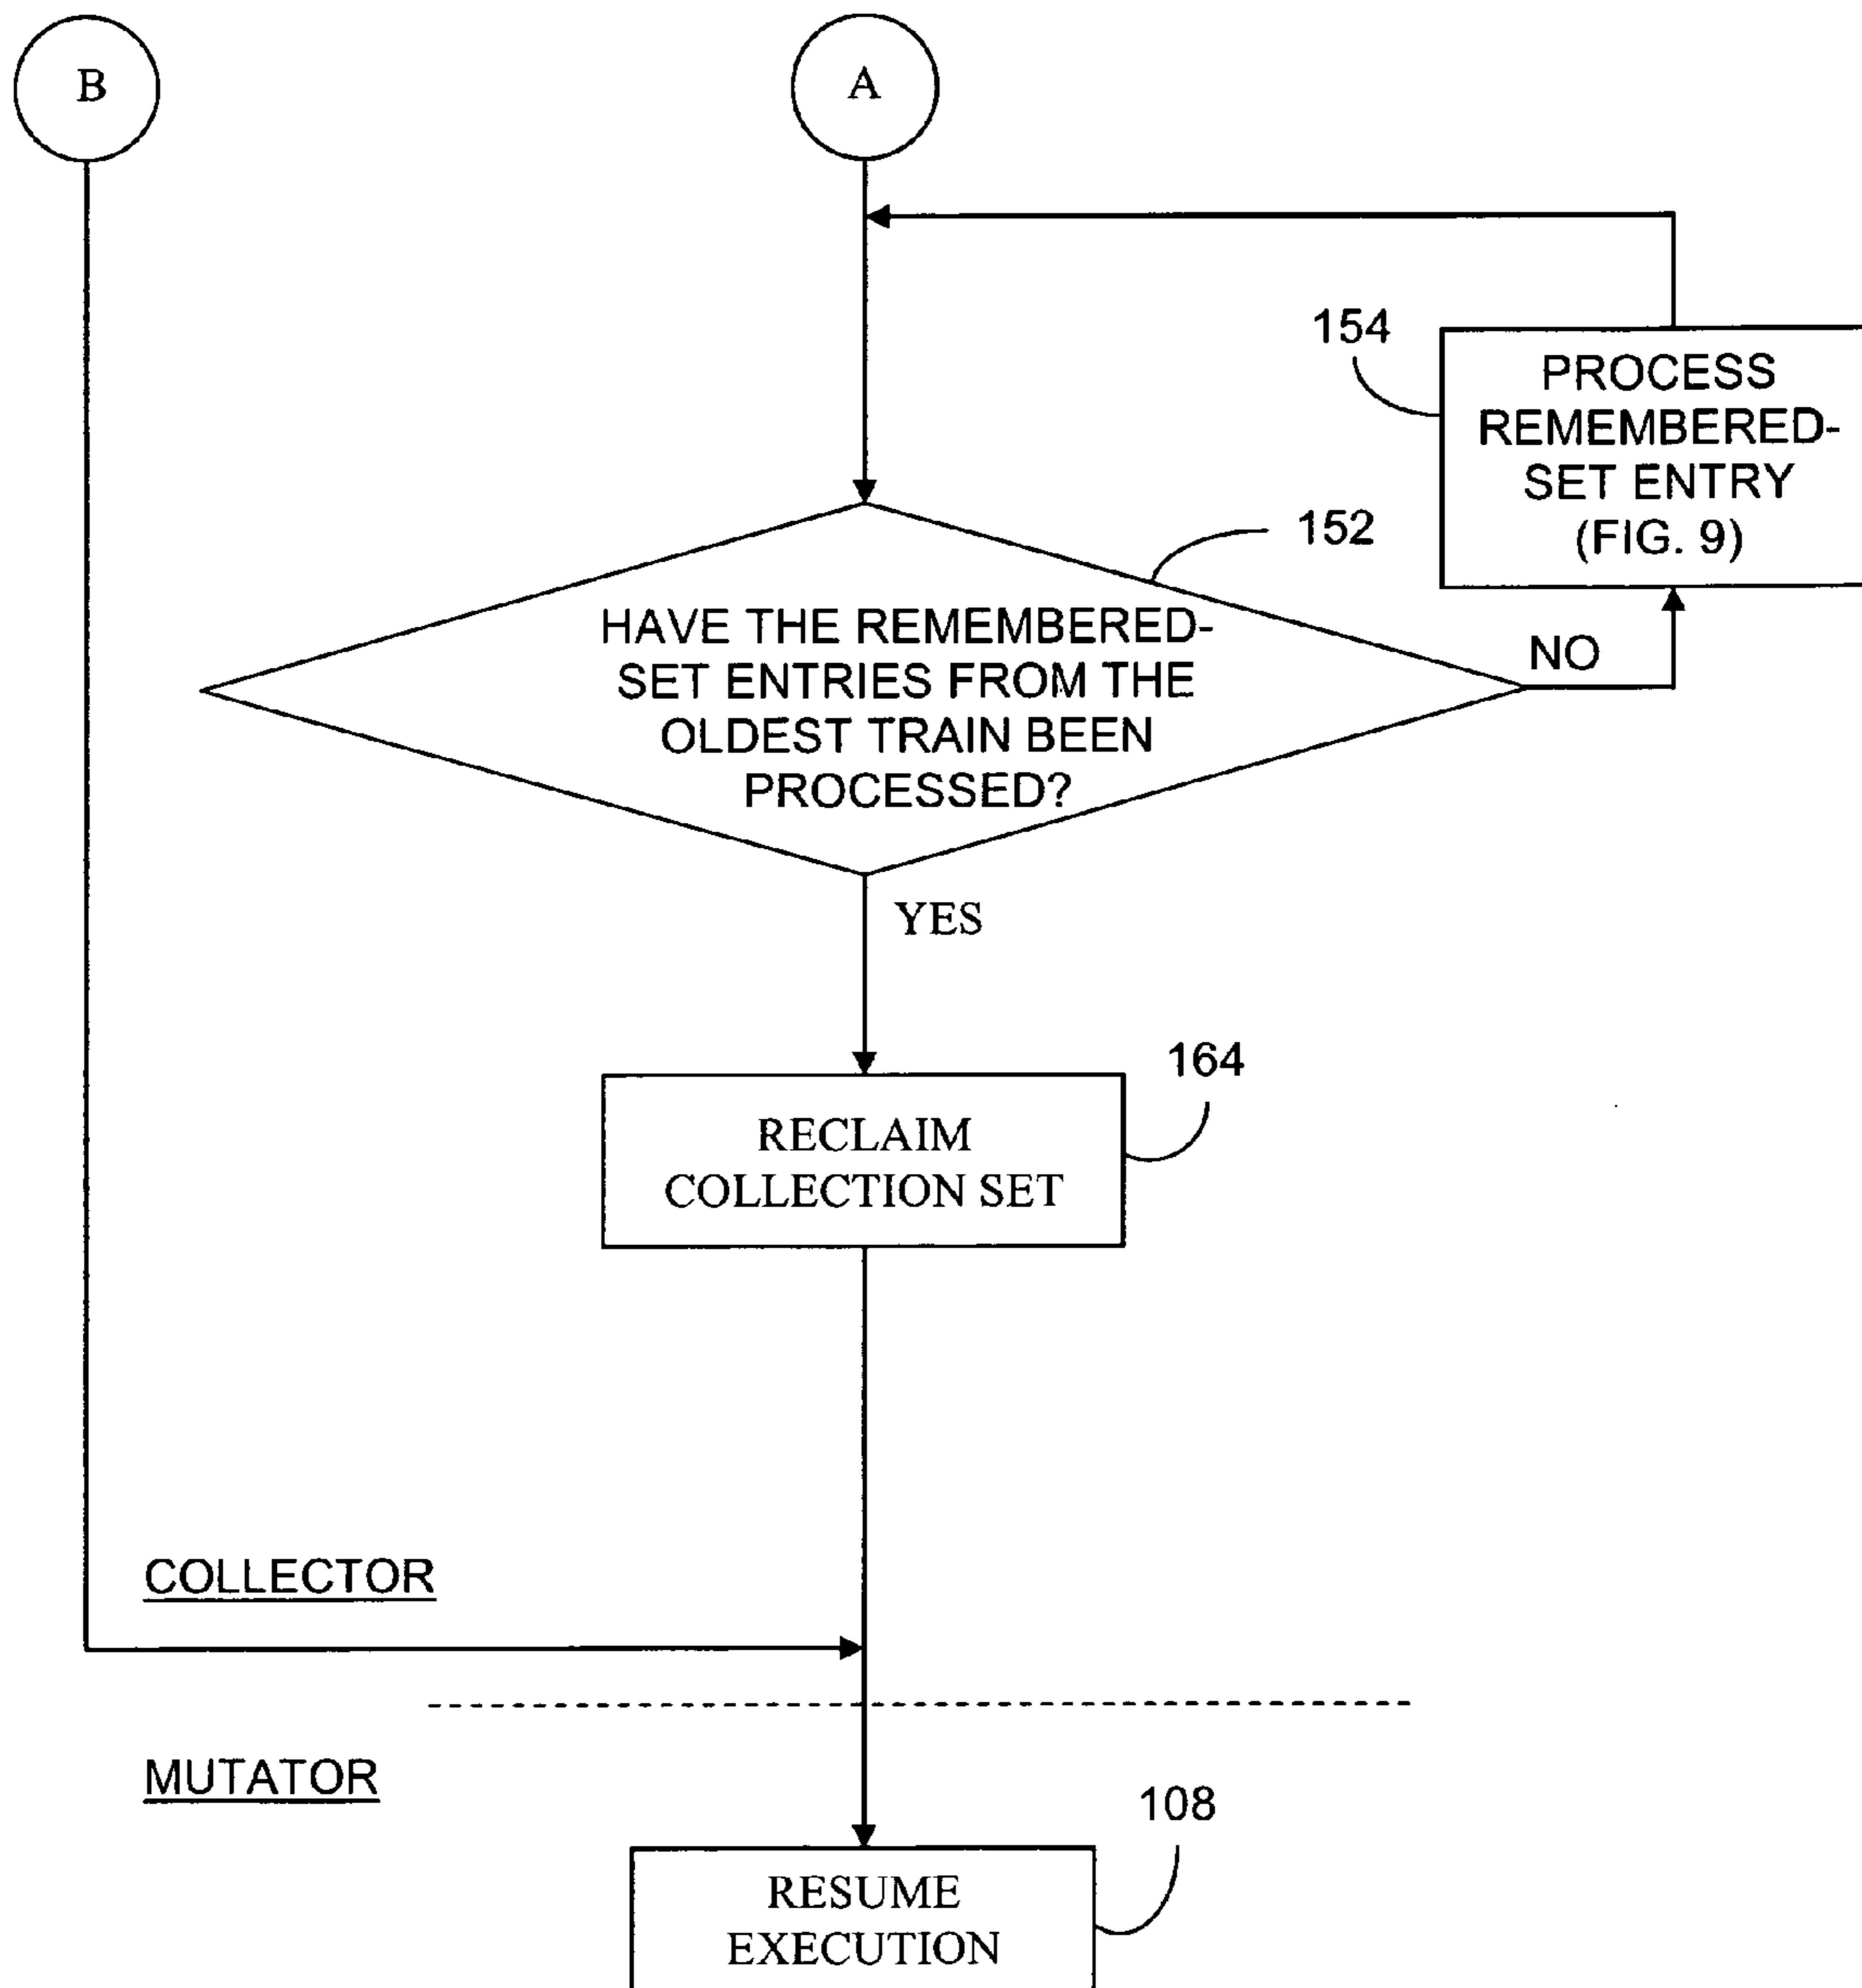 B
A
154
PROCESS
REMEMBERED-
SET ENTRY
(FIG. 9)
152
HAVE THE REMEMBERED-
SET ENTRIES FROM THE
OLDEST TRAIN BEEN
PROCESSED?
NO
YES
164
RECLAIM
COLLECTION SET
COLLECTOR
MUTATOR
108
RESUME
EXECUTION